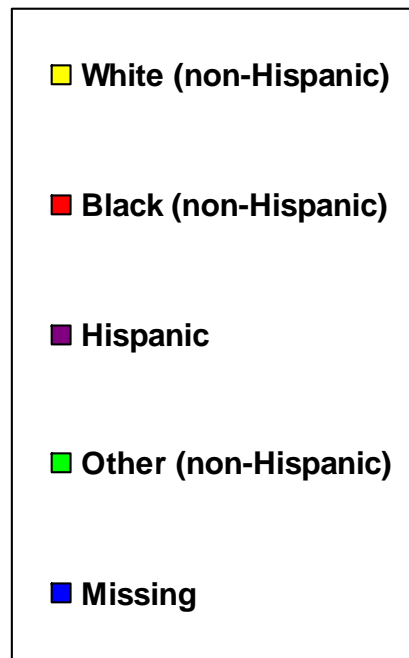 White (non-Hispanic)
Black (non-Hispanic)
Hispanic
Other (non-Hispanic)
Missing